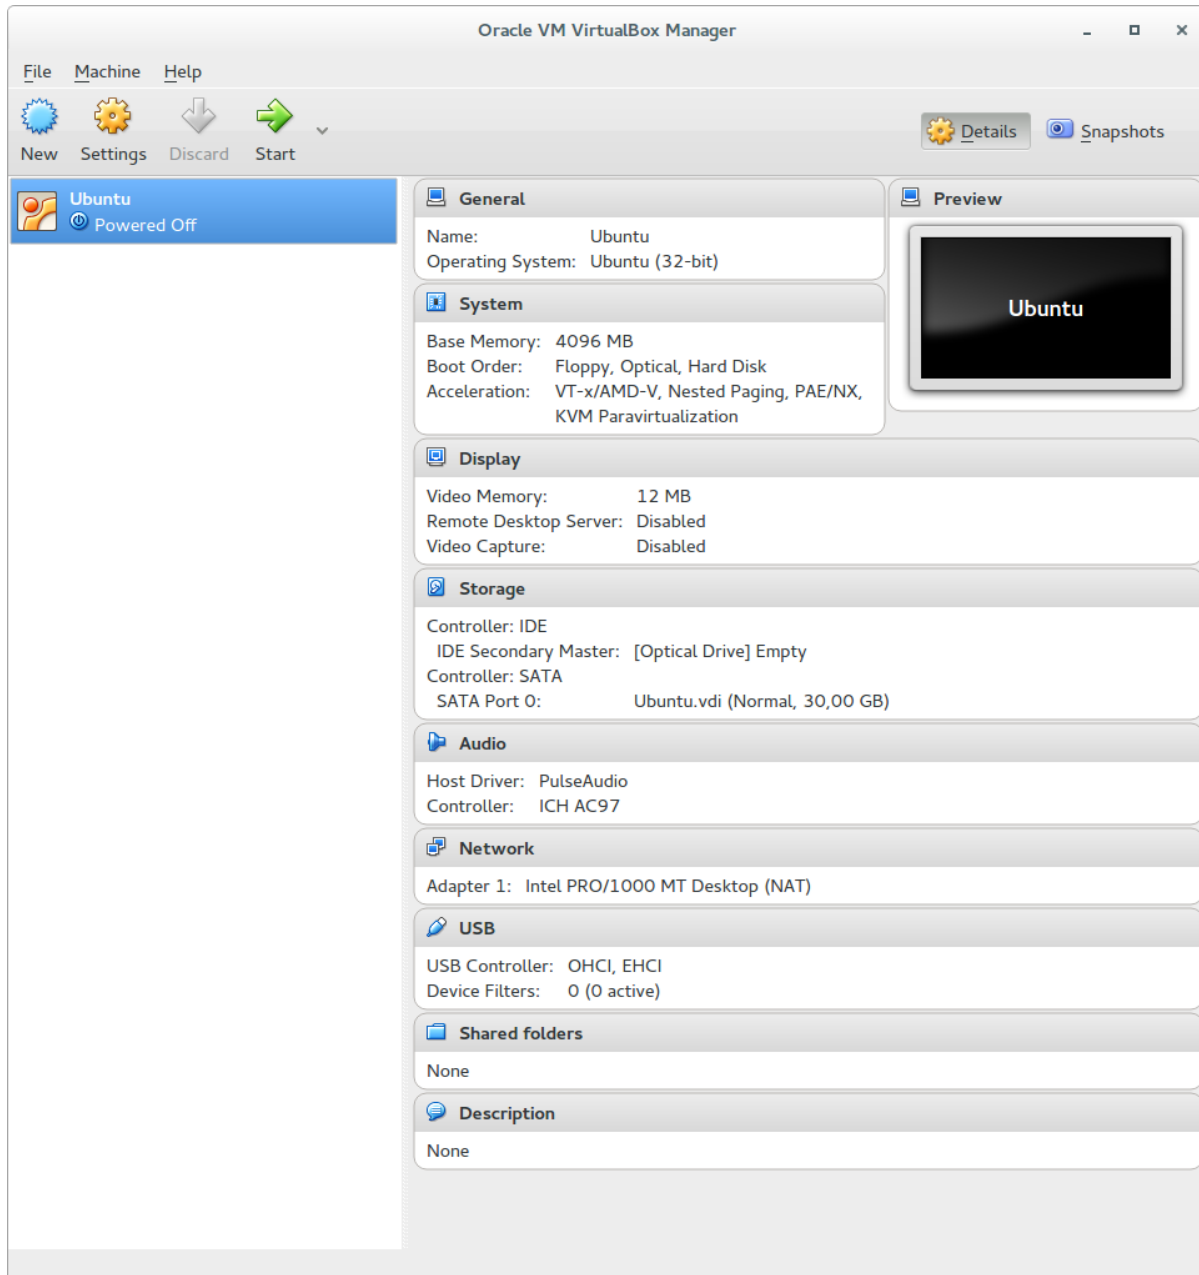 Oracle VM VirtualBox Manager
File Machine Help
New Settings Discard Start
Details Snapshots
Ubuntu
Powered Off
General
Name: Ubuntu
Operating System: Ubuntu (32-bit)
Preview
Ubuntu
System
Base Memory: 4096 MB
Boot Order: Floppy, Optical, Hard Disk
Acceleration: VT-x/AMD-V, Nested Paging, PAE/NX,
KVM Paravirtualization
Display
Video Memory: 12 MB
Remote Desktop Server: Disabled
Video Capture: Disabled
Storage
Controller: IDE
IDE Secondary Master: [Optical Drive] Empty
Controller: SATA
SATA Port 0: Ubuntu.vdi (Normal, 30,00 GB)
Audio
Host Driver: PulseAudio
Controller: ICH AC97
Network
Adapter 1: Intel PRO/1000 MT Desktop (NAT)
USB
USB Controller: OHCI, EHCI
Device Filters: 0 (0 active)
Shared folders
None
Description
None